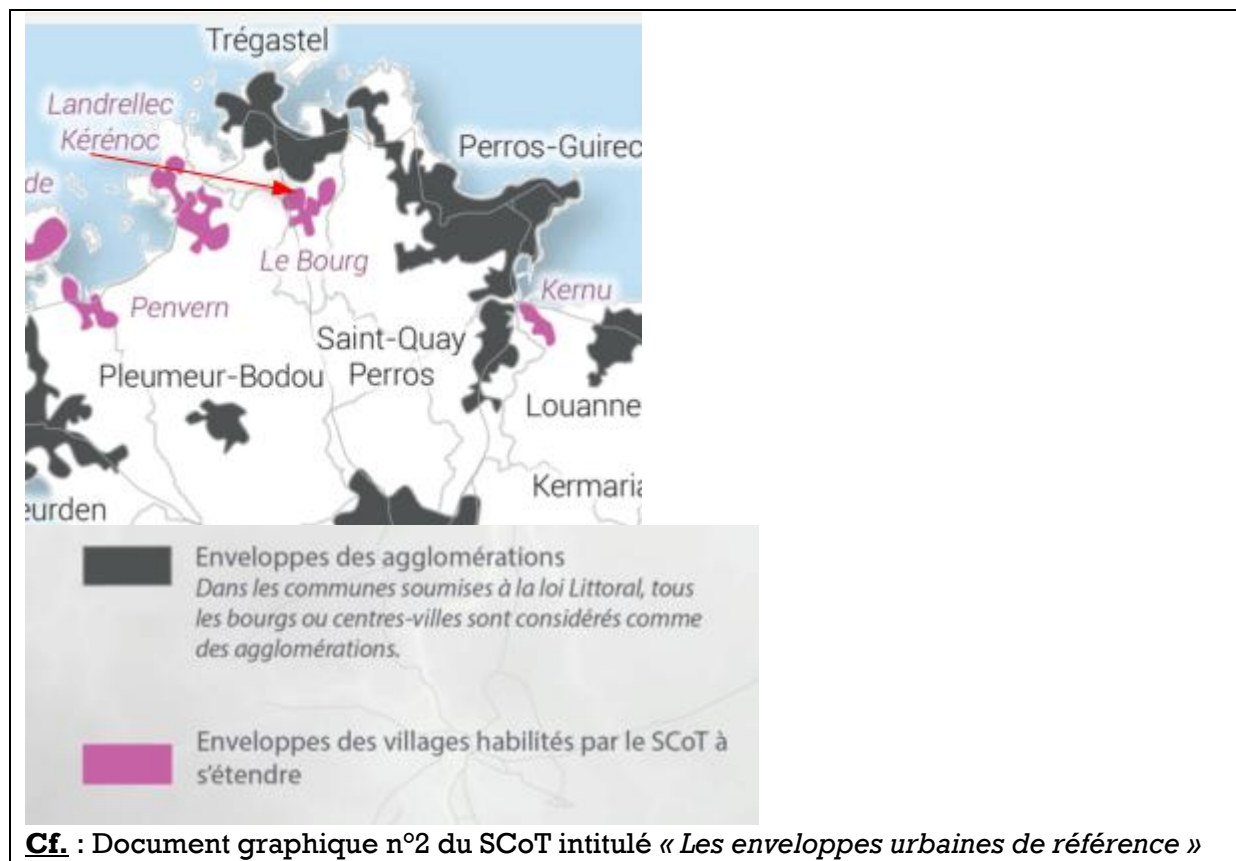 Trégastel
Landrellec
Kérénoc
Perros-Guirec
de
Le Bourg
Kernu
Penvern
Saint-Quay
Perros
Pleumeur-Bodou
Louanne
Kermaria
eurden
Enveloppes des agglomérations
Dans les communes soumises à la loi Littoral, tous
les bourgs ou centres-villes sont considérés comme
des agglomérations.
Enveloppes des villages habilités par le SCoT à
s'étendre
Cf. : Document graphique n°2 du SCoT intitulé « Les enveloppes urbaines de référence »